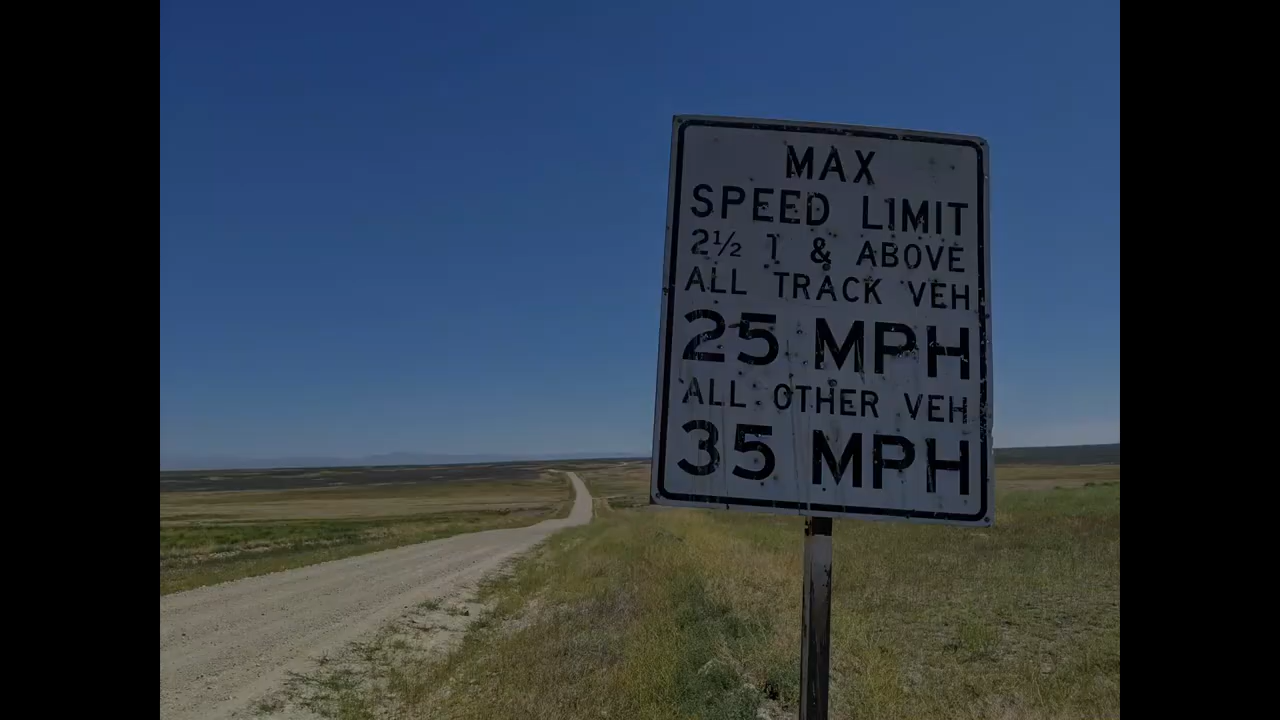 MAX
SPEED LIMIT
2½ T & ABOVE
ALL TRACK VEH
25 MPH
ALL OTHER VEH
35 MPH